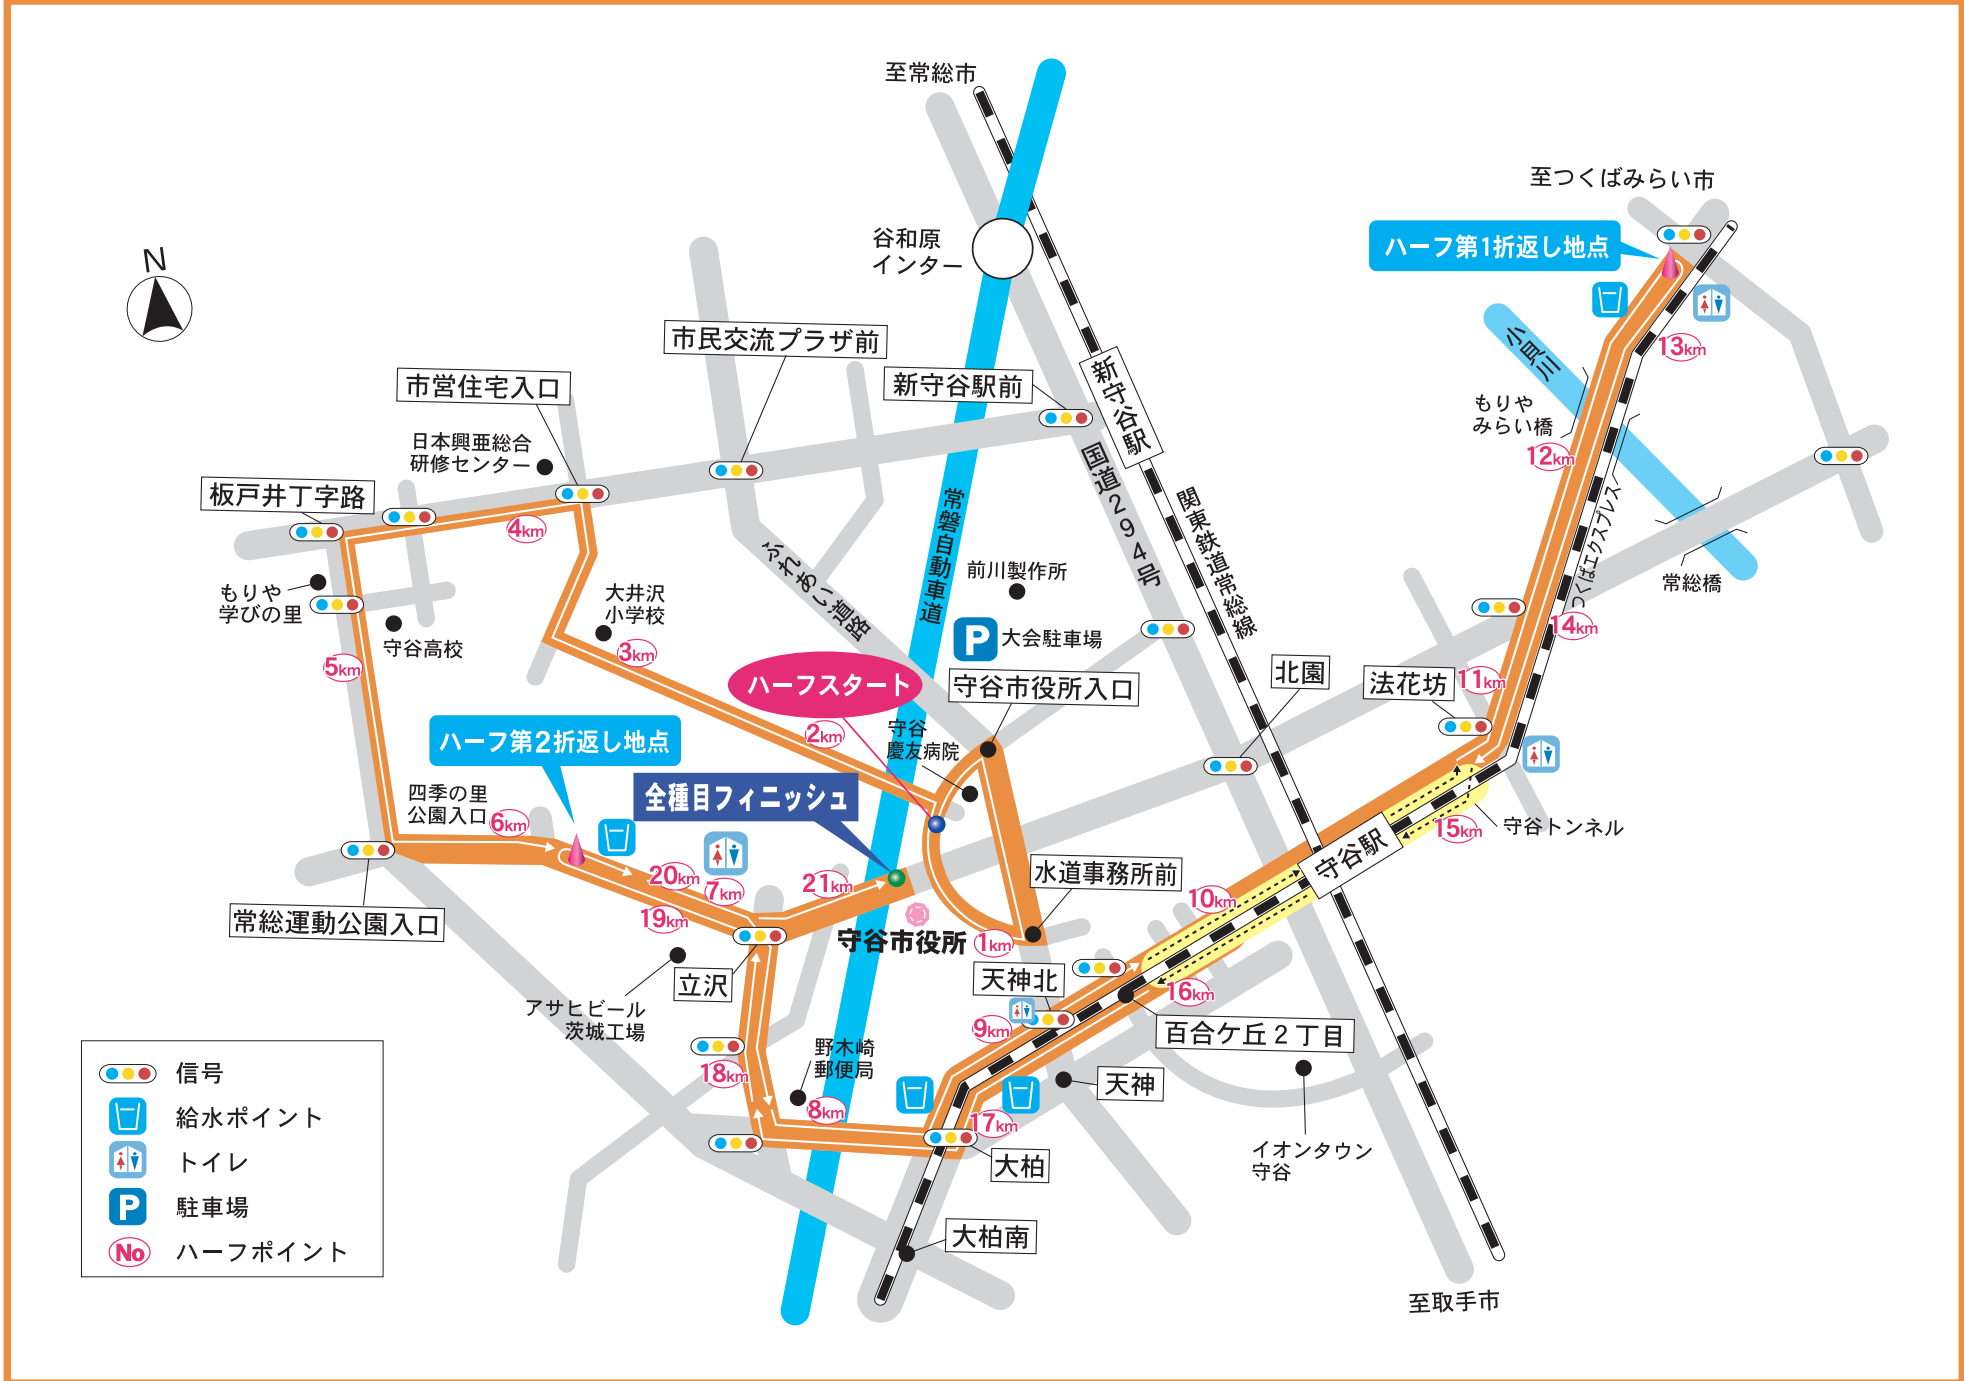 至常総市
至つくばみらい市
ハーフ第1折返し地点
谷和原
インター
N
小貝川
13km
市民交流プラザ前
新守谷駅前
新守谷駅
市営住宅入口
もりや
みらい橋
12km
日本興亜総合
研修センター
板戸井丁字路
4km
国道294号
関東鉄道常総線
常磐自動車道
つくばエクスプレス
常総橋
ふれあい道路
前川製作所
もりや
学びの里
大井沢
小学校
守谷高校
3km
P
大会駐車場
14km
5km
ハーフスタート
守谷市役所入口
北園
法花坊
11km
2km
守谷
慶友病院
ハーフ第2折返し地点
全種目フィニッシュ
四季の里
公園入口
6km
15km
守谷トンネル
守谷駅
20km
7km
21km
水道事務所前
10km
常総運動公園入口
19km
守谷市役所
1km
立沢
天神北
16km
アサヒビール
茨城工場
9km
百合ケ丘2丁目
18km
野木崎
郵便局
8km
天神
17km
大柏
イオンタウン
守谷
大柏南
至取手市
信号
給水ポイント
トイレ
P
駐車場
No
ハーフポイント